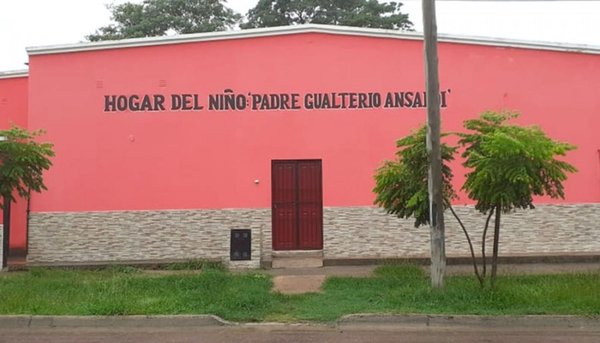 HOGAR DEL NIÑO: 'PADRE GUALTERIO ANSALDI'